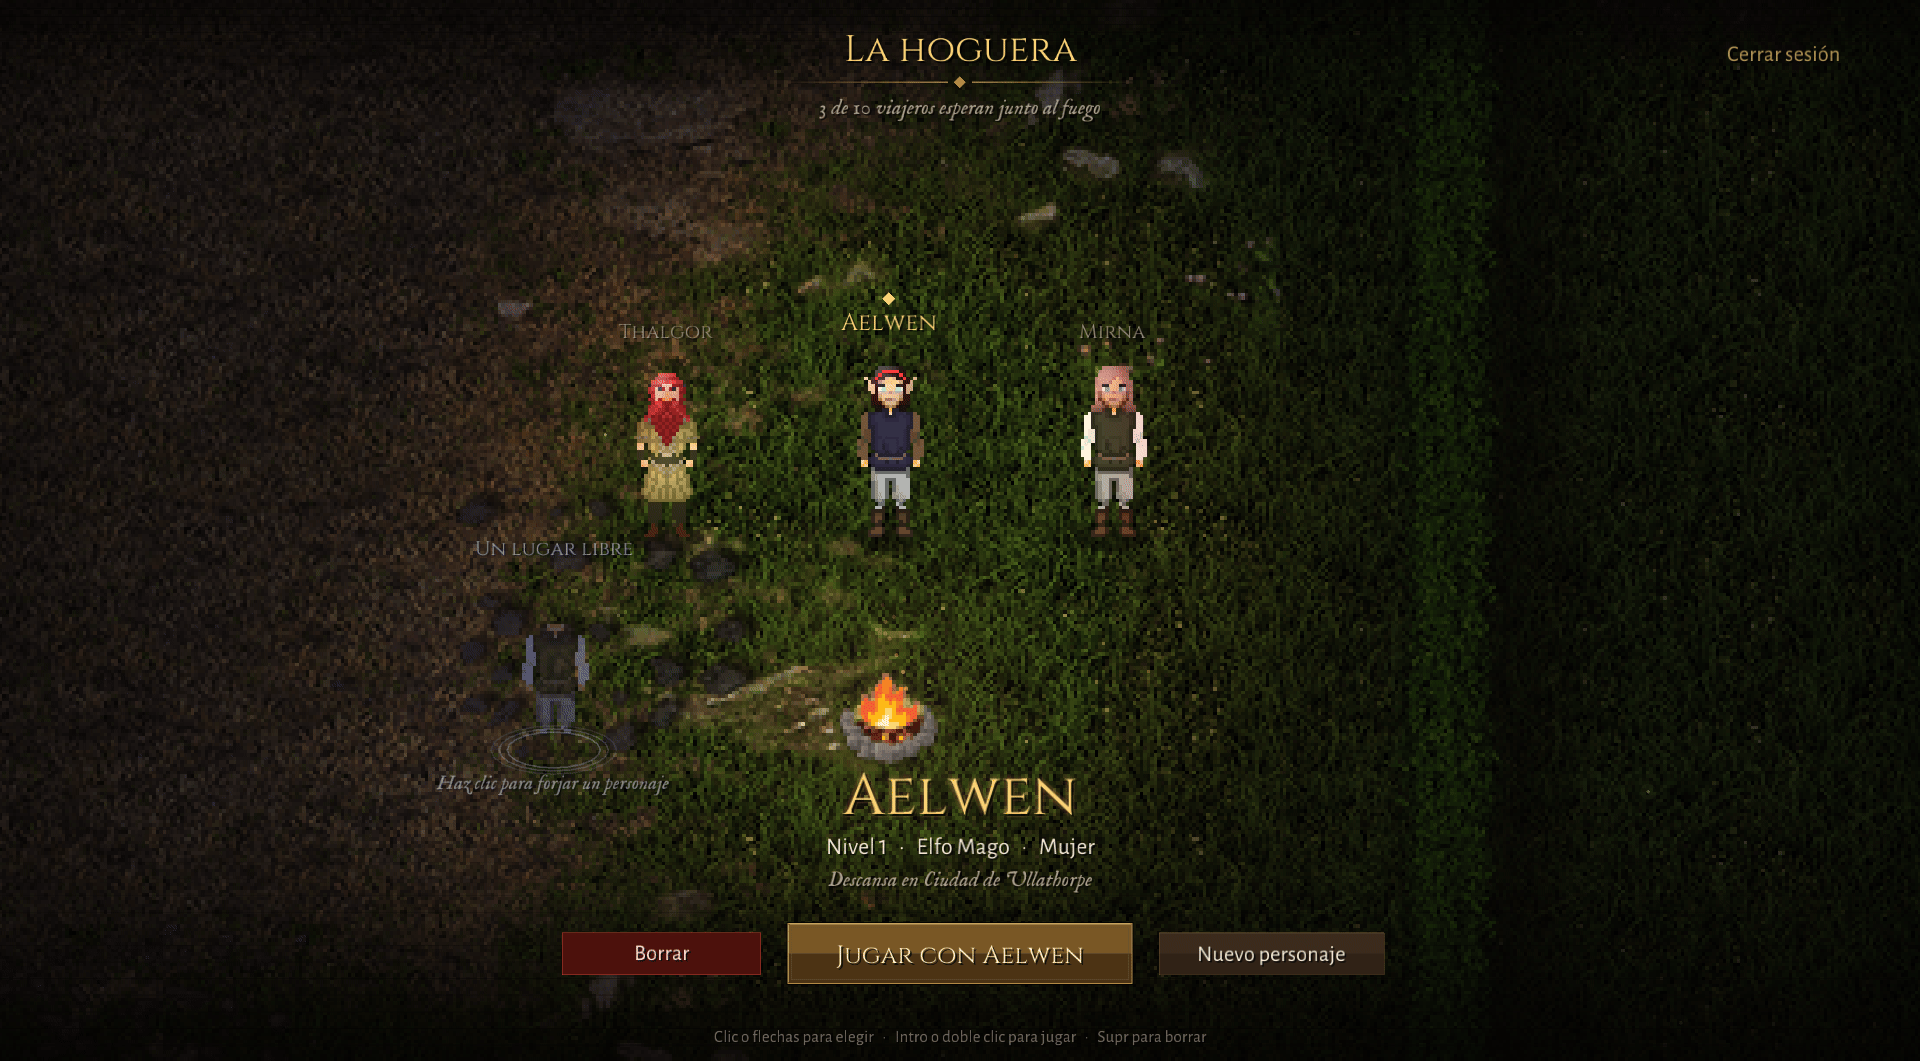 La hoguera
Cerrar sesión
3 de 10 viajeros esperan junto al fuego
Thalgor
Aelwen
Mirna
Un lugar libre
Haz clic para forjar un personaje
Aelwen
Nivel 1 · Elfo Mago · Mujer
Descansa en Ciudad de Ullathorpe
Borrar
Jugar con Aelwen
Nuevo personaje
Clic o flechas para elegir · Intro o doble clic para jugar · Supr para borrar